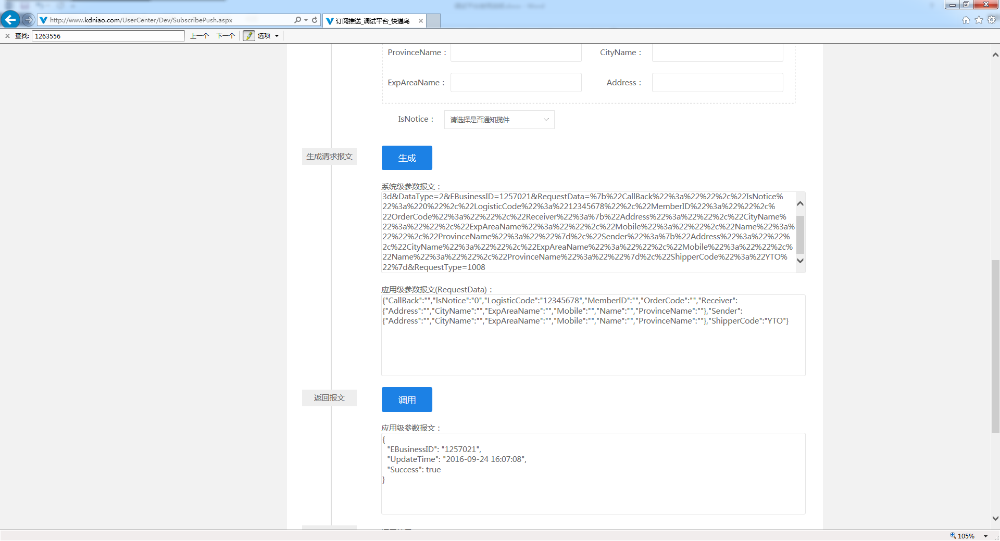 http://www.kdniao.com/UserCenter/Dev/SubscribePush.aspx
订阅推送_调试平台_快递鸟
查找: 1263556 上一个 下一个 选项
ProvinceName： CityName：
ExpAreaName： Address：
IsNotice： 请选择是否通知揽件
生成请求报文 生成
系统级参数报文：
3d&DataType=2&EBusinessID=1257021&RequestData=%7b%22CallBack%22%3a%22%22%2c%22IsNotice%
22%3a%220%22%2c%22LogisticCode%22%3a%2212345678%22%2c%22MemberID%22%3a%22%22%2c%
22OrderCode%22%3a%22%22%2c%22Receiver%22%3a%7b%22Address%22%3a%22%22%2c%22CityName%
22%3a%22%22%2c%22ExpAreaName%22%3a%22%22%2c%22Mobile%22%3a%22%22%2c%22Name%22%3a%
22%22%2c%22ProvinceName%22%3a%22%22%7d%2c%22Sender%22%3a%7b%22Address%22%3a%22%22%
2c%22CityName%22%3a%22%22%2c%22ExpAreaName%22%3a%22%22%2c%22Mobile%22%3a%22%22%2c%
22Name%22%3a%22%22%2c%22ProvinceName%22%3a%22%22%7d%2c%22ShipperCode%22%3a%22YTO%
22%7d&RequestType=1008
应用级参数报文(RequestData)：
{"CallBack":"","IsNotice":"0","LogisticCode":"12345678","MemberID":"","OrderCode":"","Receiver":
{"Address":"","CityName":"","ExpAreaName":"","Mobile":"","Name":"","ProvinceName":""},"Sender":
{"Address":"","CityName":"","ExpAreaName":"","Mobile":"","Name":"","ProvinceName":""},"ShipperCode":"YTO"}
返回报文 调用
应用级参数报文：
{
"EBusinessID": "1257021",
"UpdateTime": "2016-09-24 16:07:08",
"Success": true
}
105%